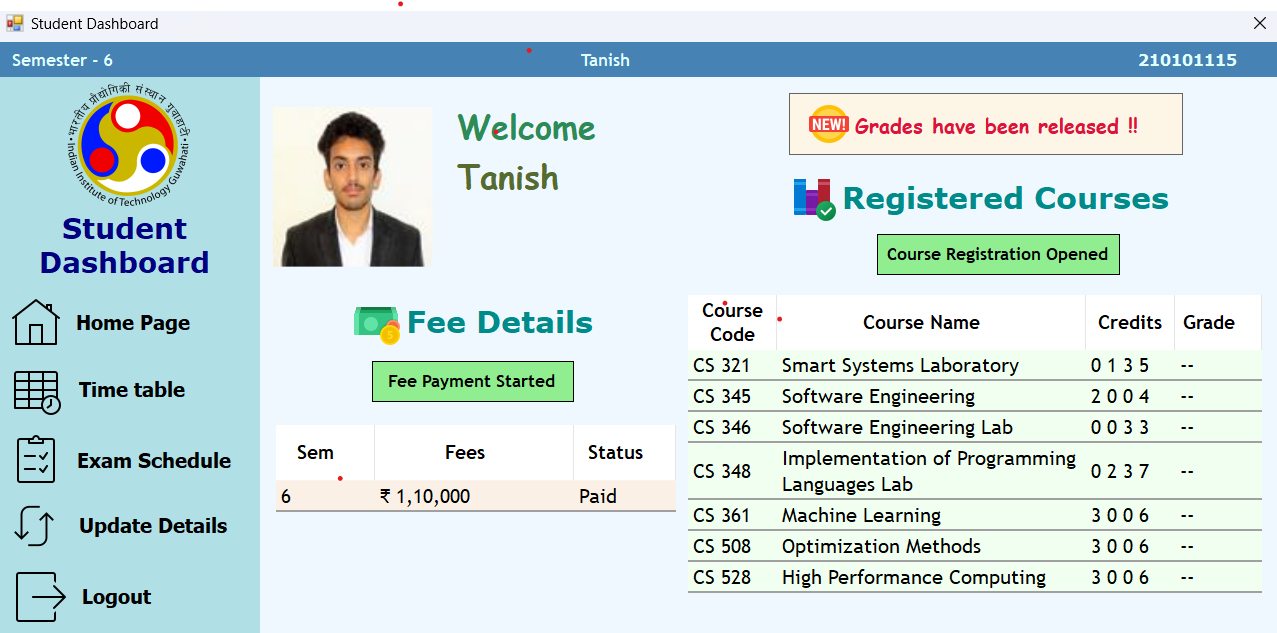 Student Dashboard
Semester - 6
Tanish
210101115
भारतीय प्रौद्योगिकी संस्थान गुवाहाटी
Indian Institute of Technology Guwahati
Student
Dashboard
Home Page
Time table
Exam Schedule
Update Details
Logout
Welcome
Tanish
Fee Details
Fee Payment Started
Sem Fees Status
6 ₹ 1,10,000 Paid
NEW! Grades have been released !!
Registered Courses
Course Registration Opened
Course
Code Course Name Credits Grade
CS 321 Smart Systems Laboratory 0 1 3 5 --
CS 345 Software Engineering 2 0 0 4 --
CS 346 Software Engineering Lab 0 0 3 3 --
CS 348 Implementation of Programming
Languages Lab 0 2 3 7 --
CS 361 Machine Learning 3 0 0 6 --
CS 508 Optimization Methods 3 0 0 6 --
CS 528 High Performance Computing 3 0 0 6 --